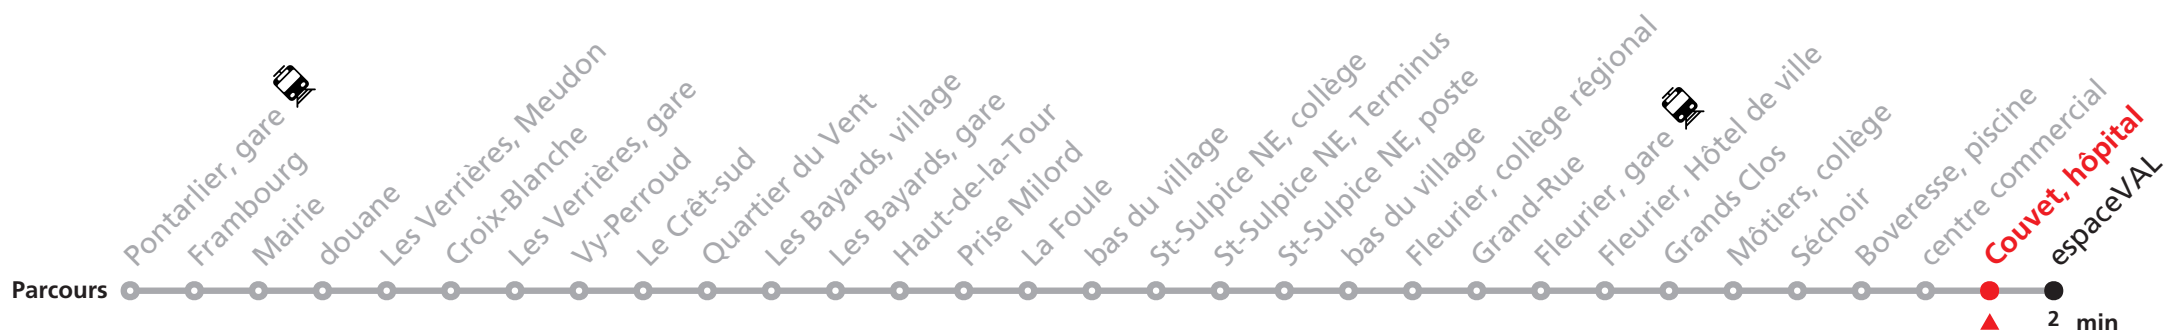 Pontarlier, gare
Frambourg
Mairie
douane
Les Verrières, Meudon
Croix-Blanche
Les Verrières, gare
Vy-Perroud
Le Crêt-sud
Quartier du Vent
Les Bayards, village
Les Bayards, gare
Haut-de-la-Tour
Prise Milord
La Foule
bas du village
St-Sulpice NE, collège
St-Sulpice NE, Terminus
St-Sulpice NE, poste
bas du village
Fleurier, collège régional
Grand-Rue
Fleurier, gare
Fleurier, Hôtel de ville
Grands Clos
Môtiers, collège
Séchoir
Boveresse, piscine
centre commercial
Couvet, hôpital
espaceVAL
Parcours
2 min